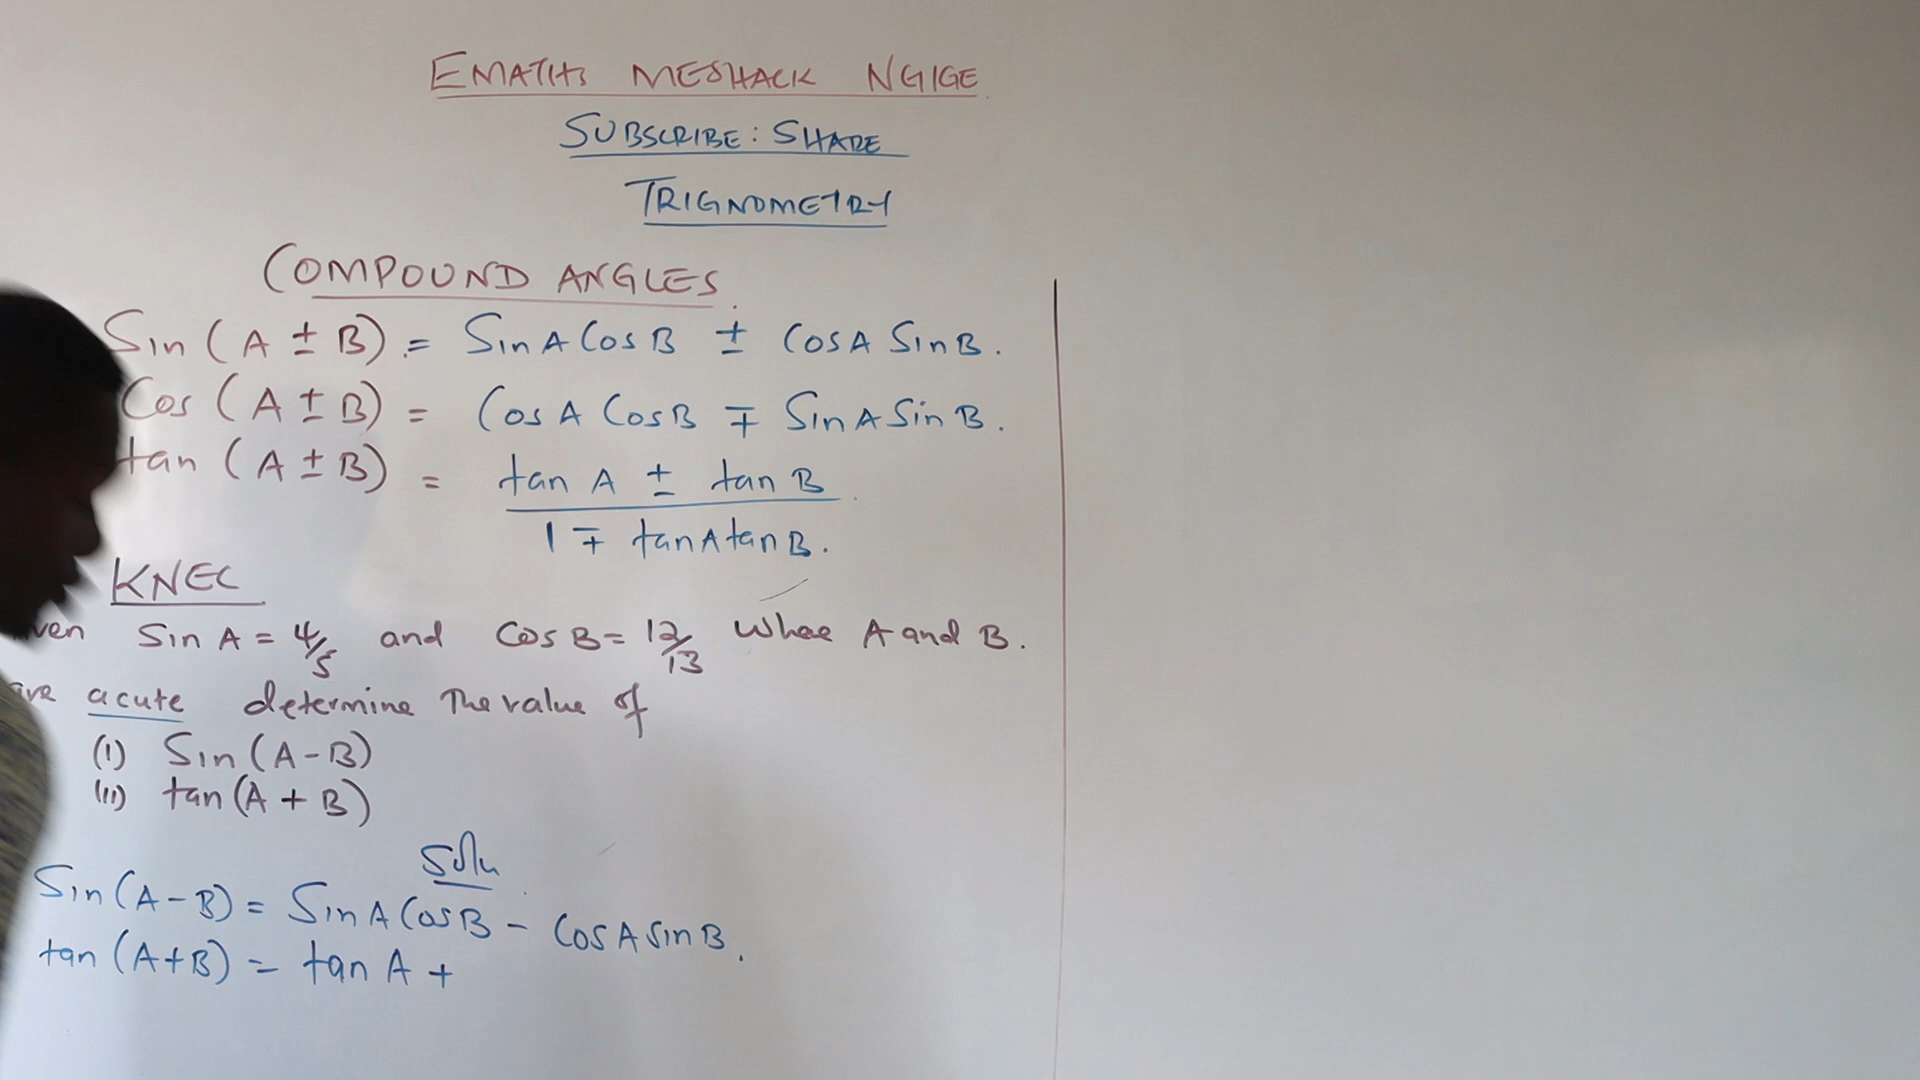 EMATHS MESHACK NGIGE
SUBSCRIBE: SHARE
TRIGNOMETRY
COMPOUND ANGLES.
Sin (A ± B) = Sin A Cos B ± Cos A Sin B.
Cos (A ± B) = Cos A Cos B ∓ Sin A Sin B.
tan (A ± B) = tan A ± tan B
1 ∓ tan A tan B.
KNEC
Sin A = 4/5 and Cos B = 12/13 Where A and B.
acute determine The value of
(i) Sin (A - B)
(ii) tan (A + B)
Soln
Sin (A - B) = Sin A Cos B - Cos A Sin B.
tan (A + B) = tan A +